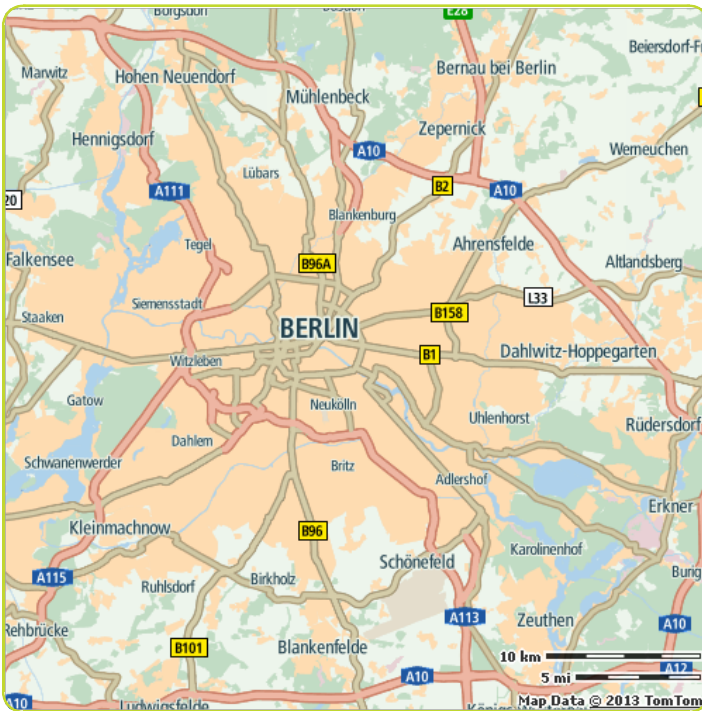 Borgsdorf
E28
Marwitz
Hohen Neuendorf
Bernau bei Berlin
Beiersdorf-Fr
Mühlenbeck
Hennigsdorf
Zepernick
A10
Werneuchen
Lübars
A111
B2
A10
20
Blankenburg
Tegel
Ahrensfelde
Falkensee
B96A
Altlandsberg
Siemensstadt
L33
Staaken
BERLIN
B158
Witzleben
B1
Dahlwitz-Hoppegarten
Gatow
Neukölln
Uhlenhorst
Rüdersdorf
Dahlem
Schwanenwerder
Britz
Adlershof
Erkner
Kleinmachnow
B96
Karolinenhof
Schönefeld
A115
Ruhlsdorf
Birkholz
Burig
Rehbrücke
A113
Zeuthen
A10
B101
Blankenfelde
10 km
A10
A12
5 mi
A10
Ludwigsfelde
Map Data © 2013 TomTom